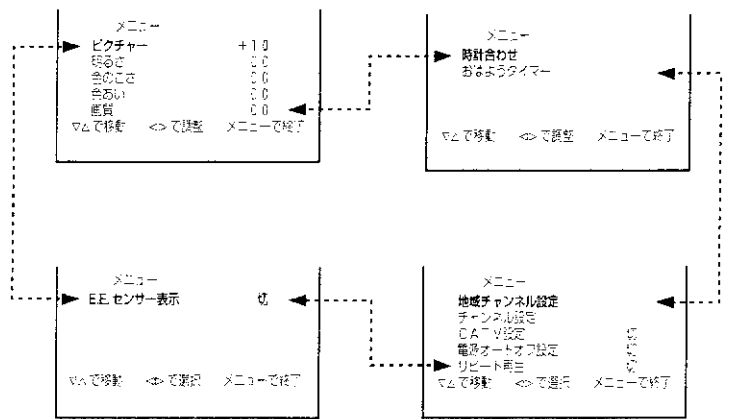 メニュー
ピクチャー +10
明るさ 00
色のこさ 00
色あい 00
画質 00
▽△で移動 <>で調整 メニューで終了
メニュー
時計合わせ
おはようタイマー
▽△で移動 <>で調整 メニューで終了
メニュー
E.E.センサー表示 切
▽△で移動 <>で選択 メニューで終了
メニュー
地域チャンネル設定
チャンネル設定
CATV設定 切
電源オートオフ設定
リピート再生
▽△で移動 <>で選択 メニューで終了